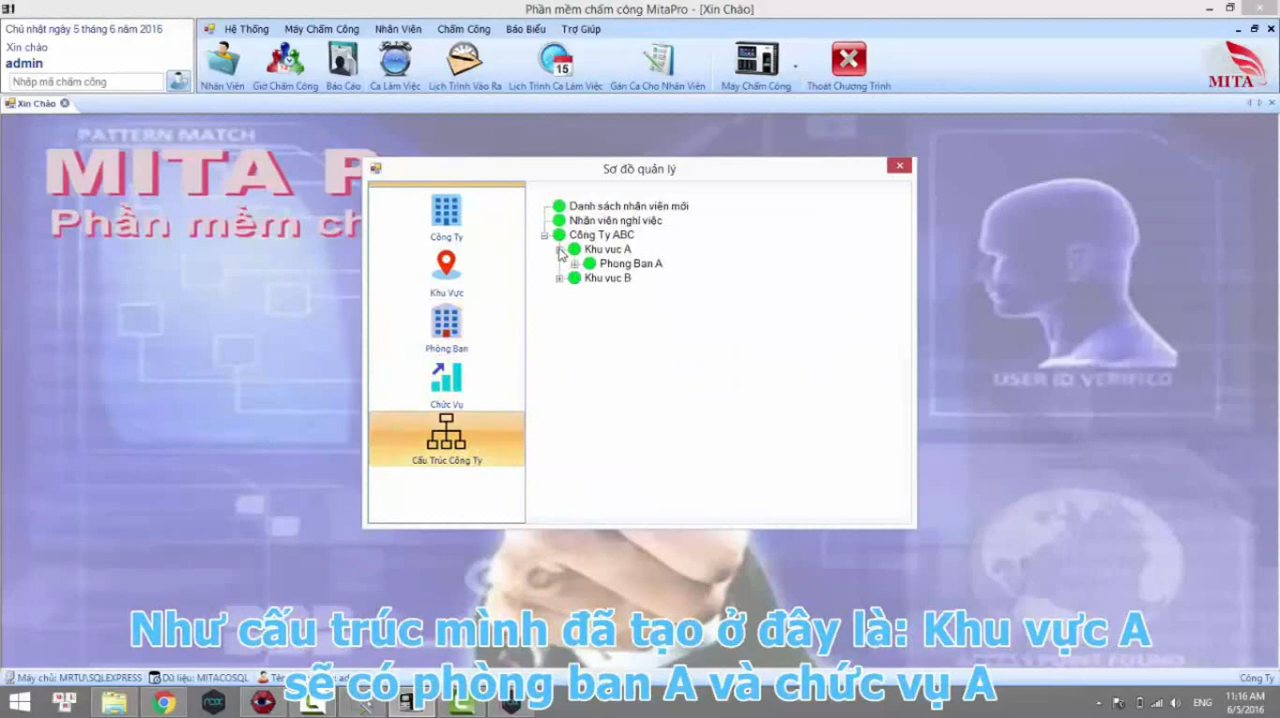 Phần mềm chấm công MitaPro - [Xin Chào]
Chủ nhật ngày 5 tháng 6 năm 2016
Xin chào
admin
Nhập mã chấm công
Hệ Thống Máy Chấm Công Nhân Viên Chấm Công Báo Biểu Trợ Giúp
Nhân Viên Giờ Chấm Công Báo Cáo Ca Làm Việc Lịch Trình Vào Ra Lịch Trình Ca Làm Việc Gán Ca Cho Nhân Viên Máy Chấm Công Thoát Chương Trình
15
MITA
Xin Chào
PATTERN MATCH
MITA P
Phần mềm ch
Sơ đồ quản lý
Công Ty
Khu Vực
Phòng Ban
Chức Vụ
Cấu Trúc Công Ty
Danh sách nhân viên mới
Nhân viên nghỉ việc
Công Ty ABC
Khu vuc A
Phong Ban A
Khu vuc B
USER ID VERIFICO
Như cấu trúc mình đã tạo ở đây là: Khu vực A
sẽ có phòng ban A và chức vụ A
Máy chủ: MRTU\SQLEXPRESS Dữ liệu: MITACOSQL
Công Ty
nox
ENG
11:16 AM
6/5/2016